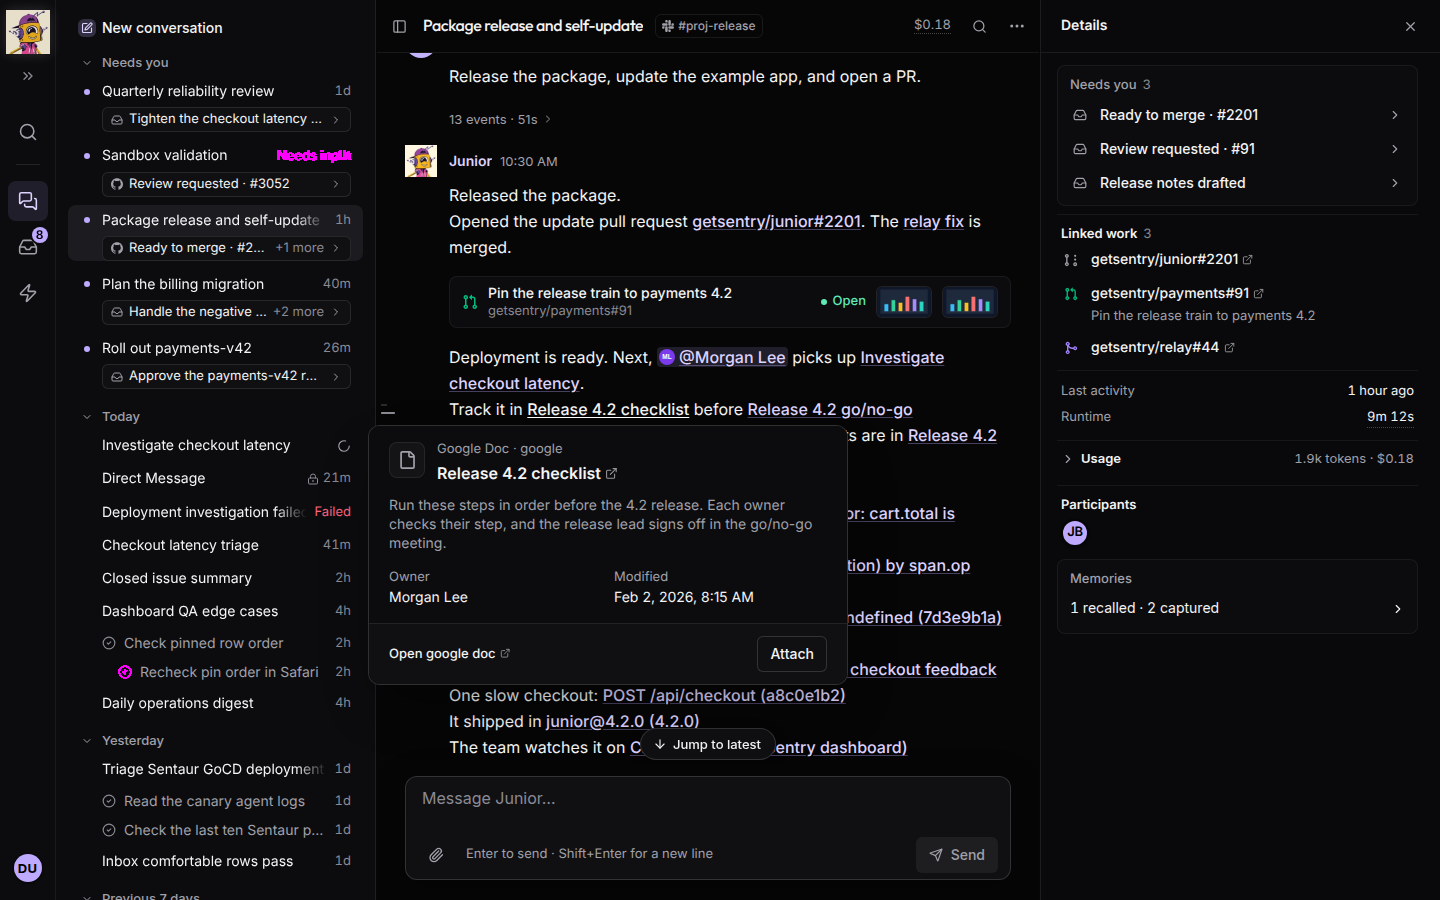 New conversation
Needs you
Quarterly reliability review 1d
Tighten the checkout latency ...
Sandbox validation
Review requested · #3052
Package release and self-update 1h
Ready to merge · #2... +1 more
Plan the billing migration 40m
Handle the negative ... +2 more
Roll out payments-v42 26m
Approve the payments-v42 r...
Today
Investigate checkout latency
Direct Message 21m
Deployment investigation failed Failed
Checkout latency triage 41m
Closed issue summary 2h
Dashboard QA edge cases 4h
Check pinned row order 2h
Recheck pin order in Safari 2h
Daily operations digest 4h
Yesterday
Triage Sentaur GoCD deployment 1d
Read the canary agent logs 1d
Check the last ten Sentaur p... 1d
Inbox comfortable rows pass 1d
Previous 7 days
8
DU
Package release and self-update #proj-release $0.18
Release the package, update the example app, and open a PR.
13 events · 51s
Junior 10:30 AM
Released the package.
Opened the update pull request getsentry/junior#2201. The relay fix is
merged.
Pin the release train to payments 4.2
getsentry/payments#91
Open
Deployment is ready. Next, ML @Morgan Lee picks up Investigate
checkout latency.
Track it in Release 4.2 checklist before Release 4.2 go/no-go
s are in Release 4.2
or: cart.total is
tion) by span.op
ndefined (7d3e9b1a)
checkout feedback
One slow checkout: POST /api/checkout (a8c0e1b2)
It shipped in junior@4.2.0 (4.2.0)
The team watches it on C entry dashboard)
Google Doc · google
Release 4.2 checklist
Run these steps in order before the 4.2 release. Each owner
checks their step, and the release lead signs off in the go/no-go
meeting.
Owner Modified
Morgan Lee Feb 2, 2026, 8:15 AM
Open google doc Attach
Jump to latest
Message Junior...
Enter to send · Shift+Enter for a new line
Send
Details
Needs you 3
Ready to merge · #2201
Review requested · #91
Release notes drafted
Linked work 3
getsentry/junior#2201
getsentry/payments#91
Pin the release train to payments 4.2
getsentry/relay#44
Last activity 1 hour ago
Runtime 9m 12s
Usage 1.9k tokens · $0.18
Participants
JB
Memories
1 recalled · 2 captured